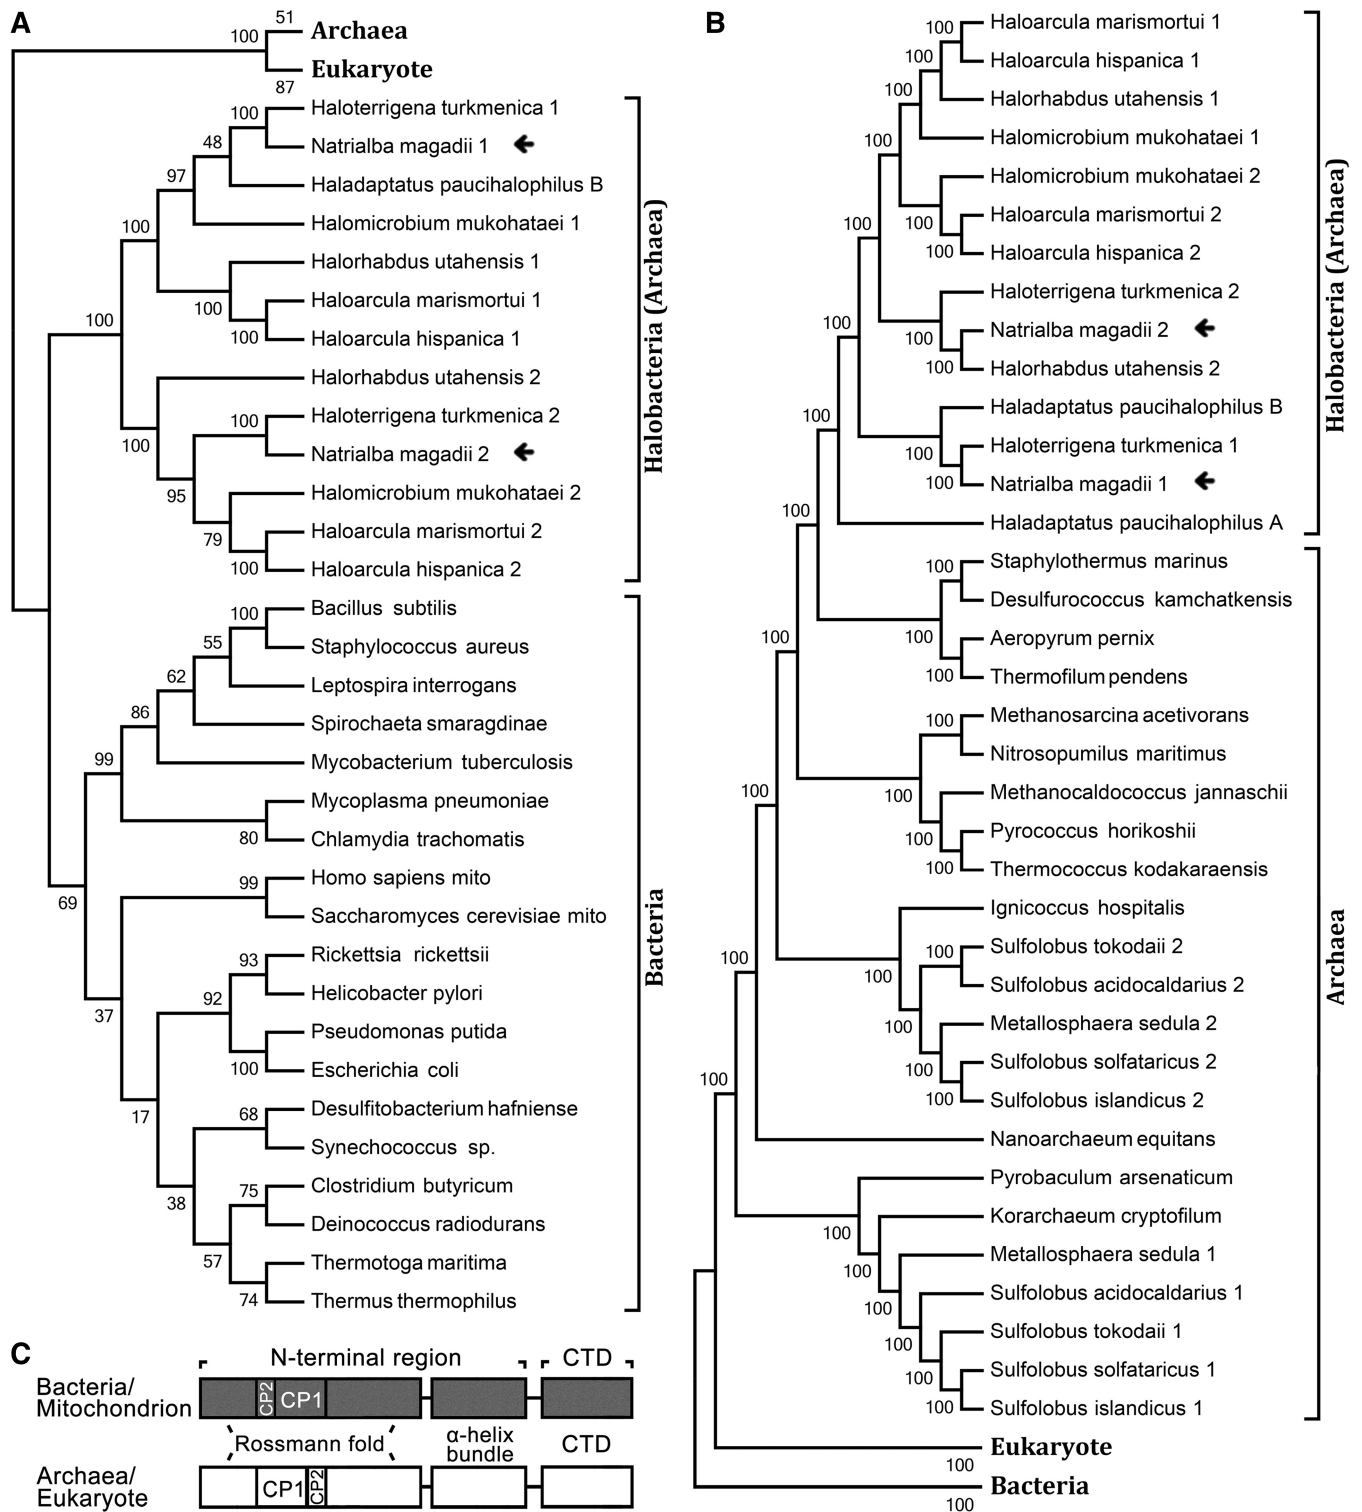 A
51
100
Archaea
Eukaryote
87
Haloterrigena turkmenica 1
100
Natrialba magadii 1
48
Haladaptatus paucihalophilus B
97
Halomicrobium mukohataei 1
100
Halorhabdus utahensis 1
Haloarcula marismortui 1
100
Haloarcula hispanica 1
100
100
Halorhabdus utahensis 2
Haloterrigena turkmenica 2
100
100
Natrialba magadii 2
Halomicrobium mukohataei 2
95
Haloarcula marismortui 2
79
Haloarcula hispanica 2
100
Halobacteria (Archaea)
Bacillus subtilis
100
Staphylococcus aureus
55
Leptospira interrogans
62
Spirochaeta smaragdinae
86
Mycobacterium tuberculosis
99
Mycoplasma pneumoniae
Chlamydia trachomatis
80
Homo sapiens mito
99
69
Saccharomyces cerevisiae mito
Rickettsia rickettsii
93
Helicobacter pylori
92
37
Pseudomonas putida
Escherichia coli
100
Desulfitobacterium hafniense
68
17
Synechococcus sp.
Clostridium butyricum
75
38
Deinococcus radiodurans
Thermotoga maritima
57
Thermus thermophilus
74
Bacteria
B
Haloarcula marismortui 1
100
Haloarcula hispanica 1
100
Halorhabdus utahensis 1
100
Halomicrobium mukohataei 1
100
Halomicrobium mukohataei 2
Haloarcula marismortui 2
100
100
Haloarcula hispanica 2
100
Haloterrigena turkmenica 2
100
Natrialba magadii 2
100
Halorhabdus utahensis 2
100
Haladaptatus paucihalophilus B
100
Haloterrigena turkmenica 1
100
Natrialba magadii 1
100
Haladaptatus paucihalophilus A
100
Halobacteria (Archaea)
Staphylothermus marinus
100
Desulfurococcus kamchatkensis
Aeropyrum pernix
100
100
Thermofilum pendens
100
Methanosarcina acetivorans
100
Nitrosopumilus maritimus
100
Methanocaldococcus jannaschii
100
Pyrococcus horikoshii
100
Thermococcus kodakaraensis
100
Ignicoccus hospitalis
Sulfolobus tokodaii 2
100
100
Sulfolobus acidocaldarius 2
100
Metallosphaera sedula 2
100
Sulfolobus solfataricus 2
100
100
Sulfolobus islandicus 2
100
Nanoarchaeum equitans
Pyrobaculum arsenaticum
Korarchaeum cryptofilum
100
Metallosphaera sedula 1
100
Sulfolobus acidocaldarius 1
100
Sulfolobus tokodaii 1
100
Sulfolobus solfataricus 1
100
Sulfolobus islandicus 1
100
Archaea
Eukaryote
100
Bacteria
100
C
N-terminal region
CTD
Bacteria/
Mitochondrion
CP2
CP1
Rossmann fold
α-helix
bundle
CTD
Archaea/
Eukaryote
CP1
CP2